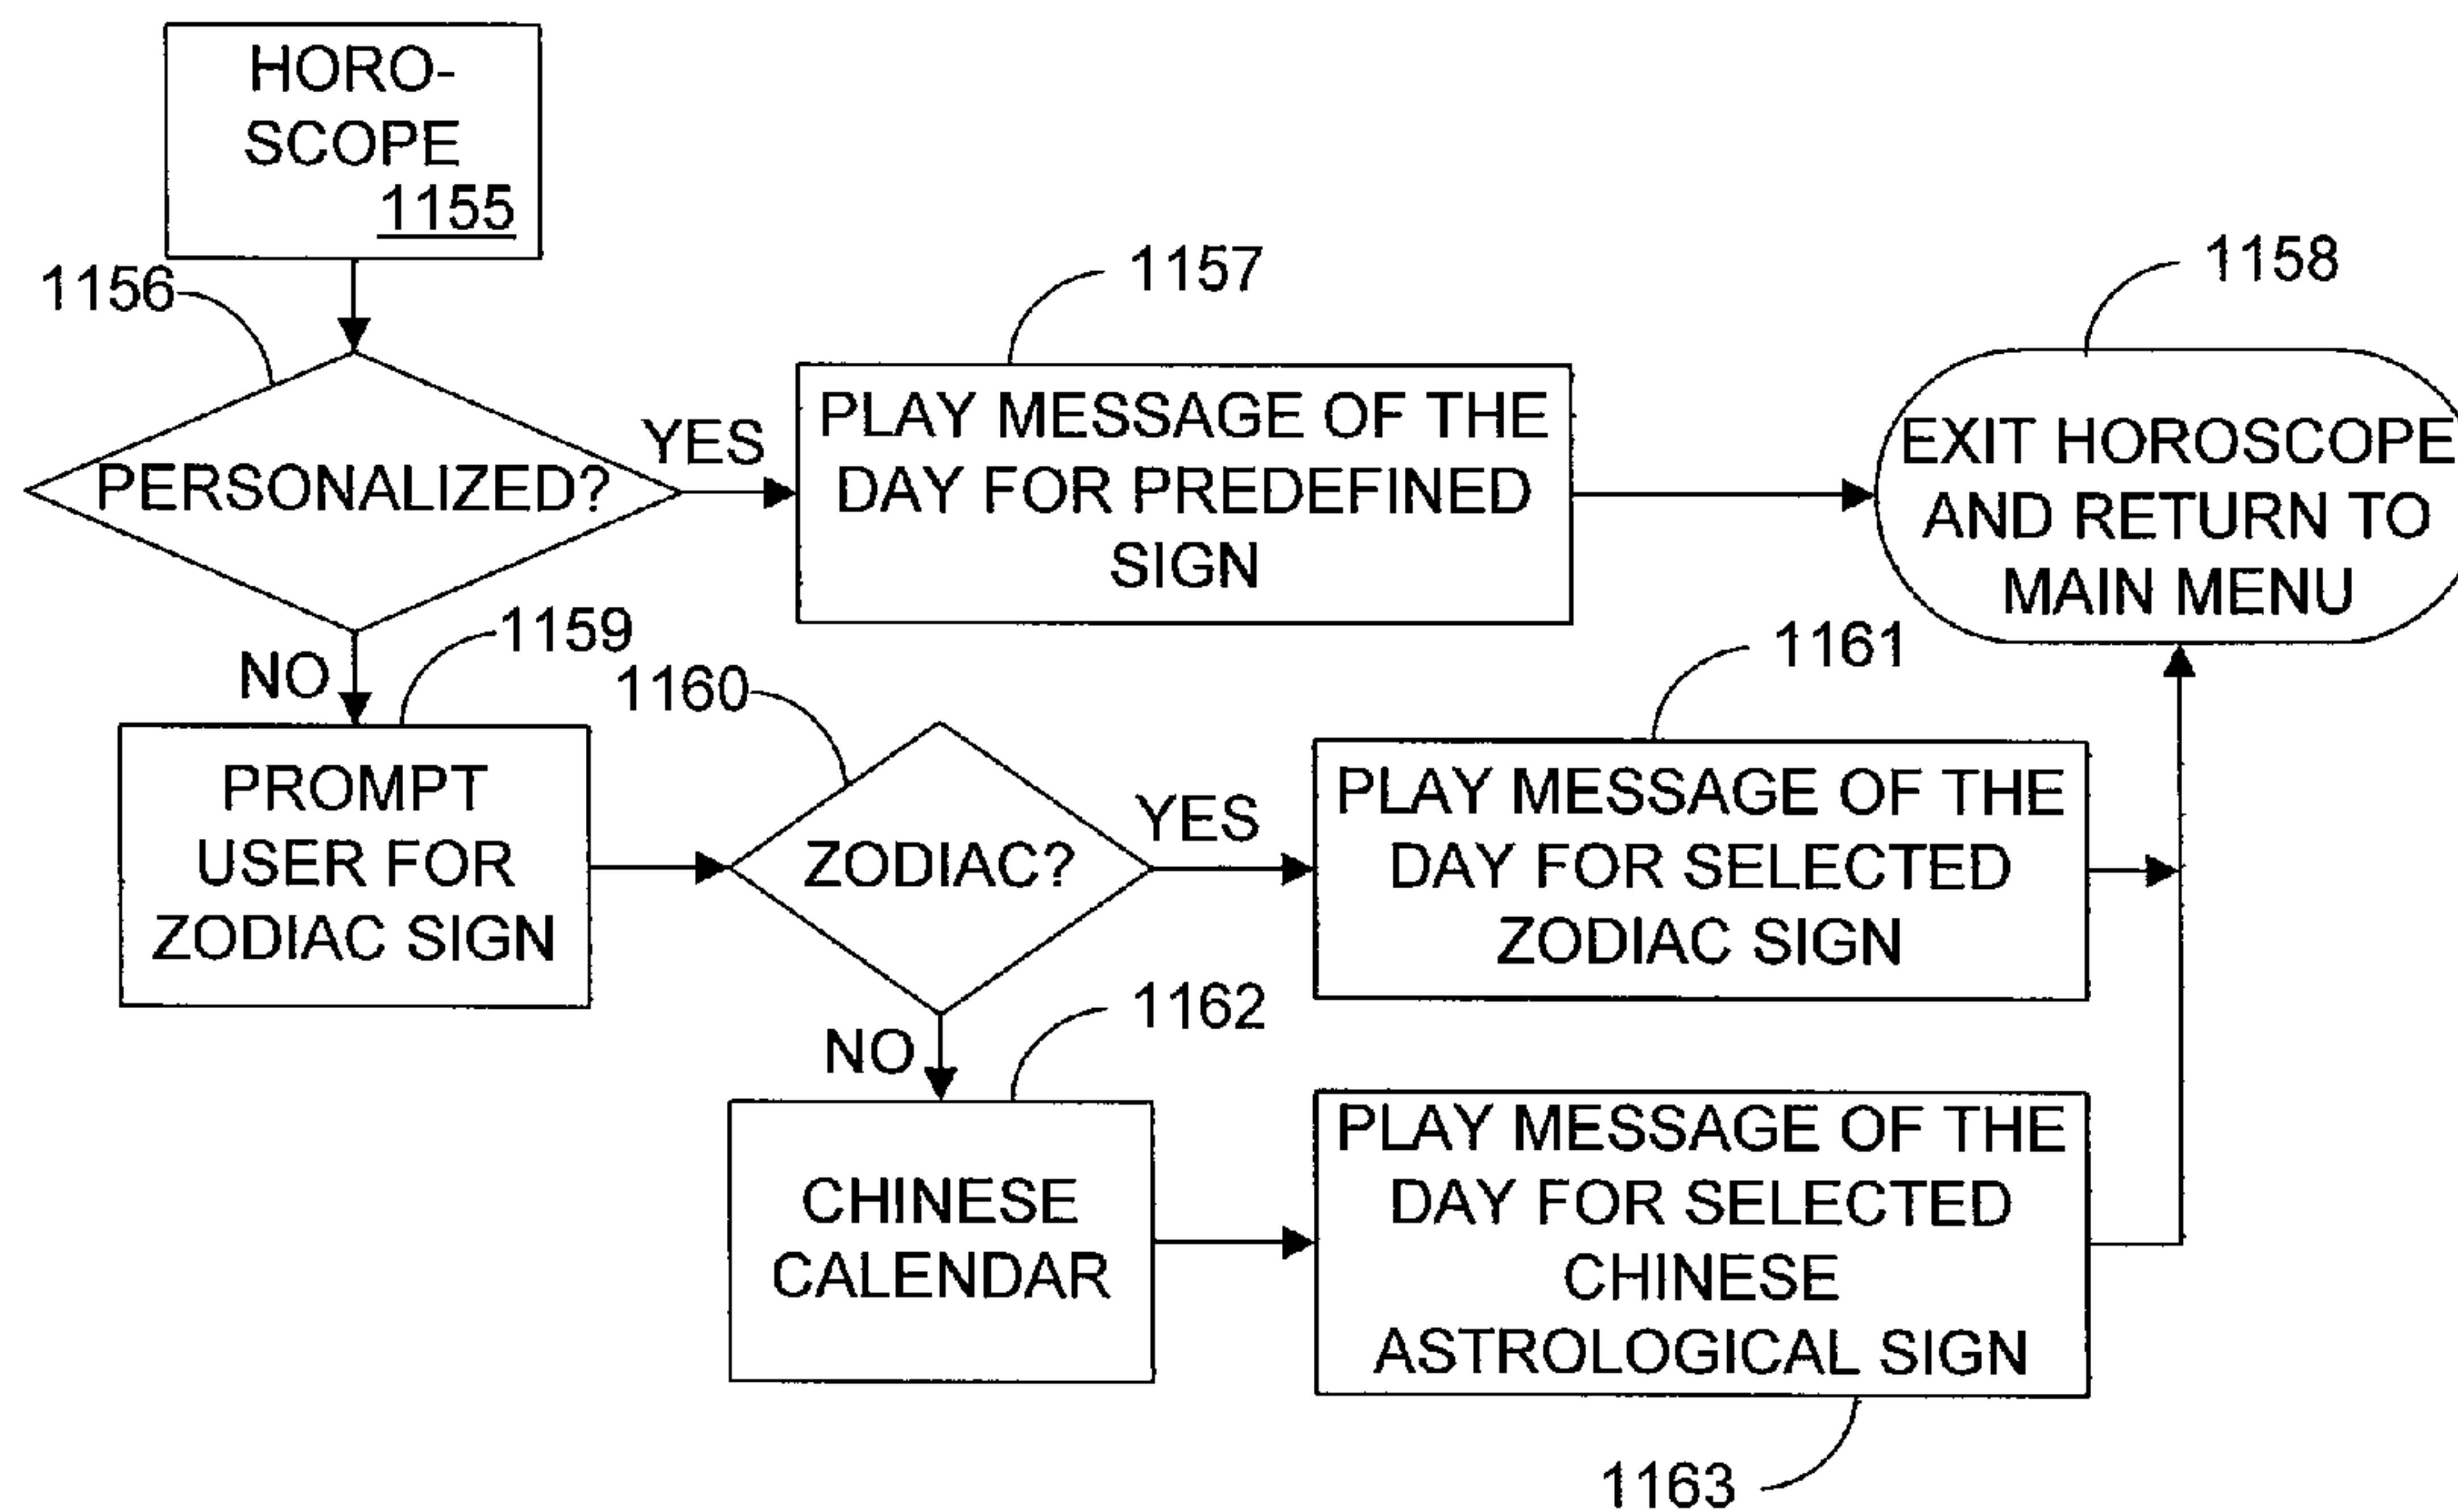 HORO-
SCOPE
1155
1156
1157
1158
PERSONALIZED?
YES
PLAY MESSAGE OF THE
DAY FOR PREDEFINED
SIGN
EXIT HOROSCOPE
AND RETURN TO
MAIN MENU
NO
1159
1160
1161
PROMPT
USER FOR
ZODIAC SIGN
ZODIAC?
YES
PLAY MESSAGE OF THE
DAY FOR SELECTED
ZODIAC SIGN
NO
1162
CHINESE
CALENDAR
PLAY MESSAGE OF THE
DAY FOR SELECTED
CHINESE
ASTROLOGICAL SIGN
1163